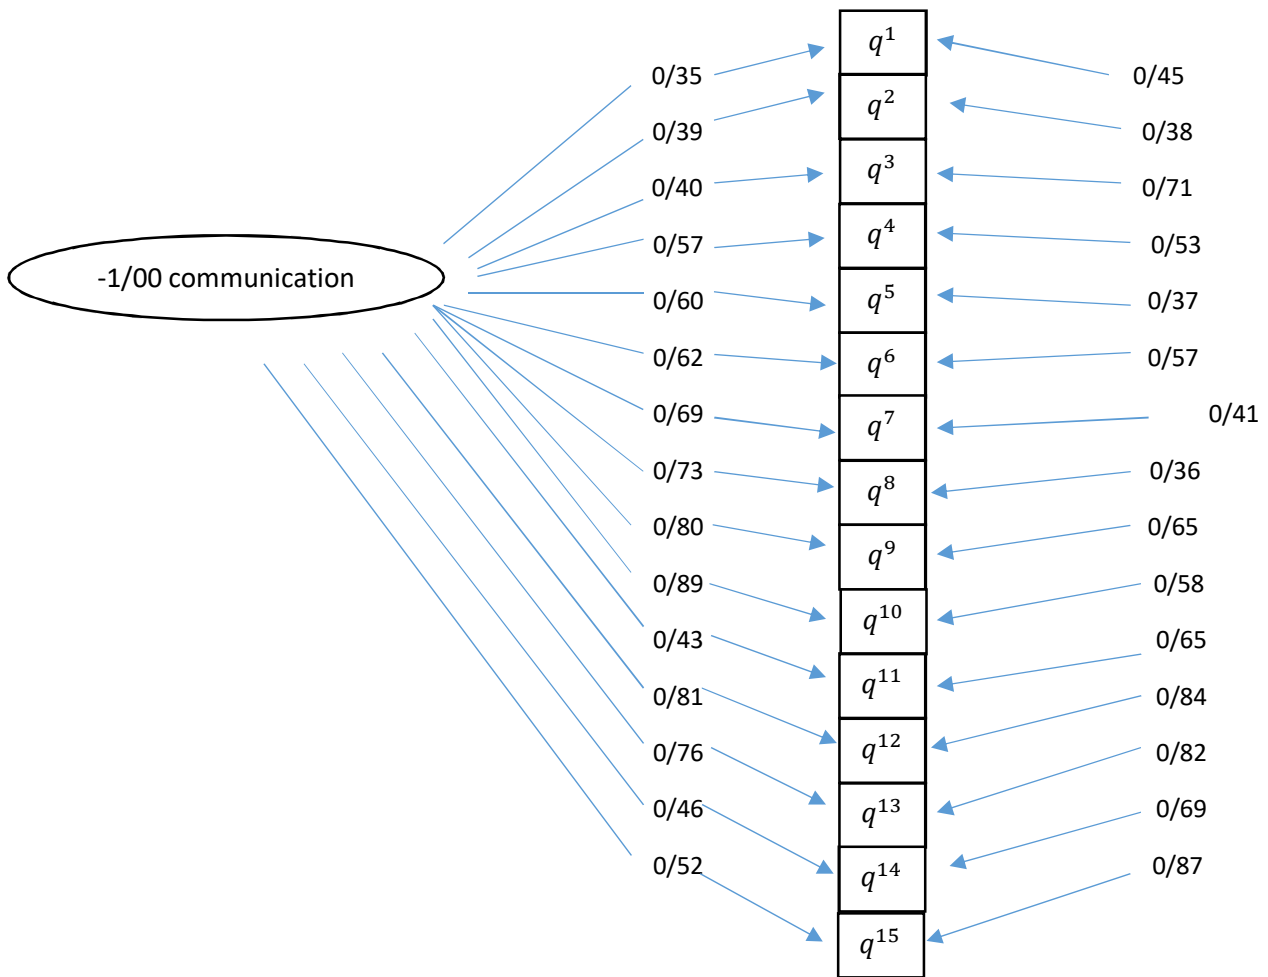 q¹
0/35 0/45
q²
0/39 0/38
q³
0/40 0/71
q⁴
0/57 0/53
-1/00 communication
q⁵
0/60 0/37
q⁶
0/62 0/57
q⁷
0/69 0/41
q⁸
0/73 0/36
q⁹
0/80 0/65
q¹⁰
0/89 0/58
q¹¹
0/43 0/65
q¹²
0/81 0/84
q¹³
0/76 0/82
q¹⁴
0/46 0/69
q¹⁵
0/52 0/87